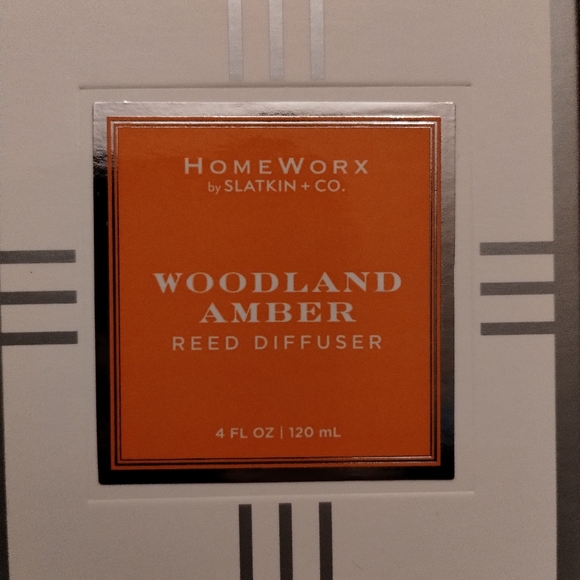 HOMEWORX
by SLATKIN + CO.
WOODLAND
AMBER
REED DIFFUSER
4 FL OZ | 120 mL